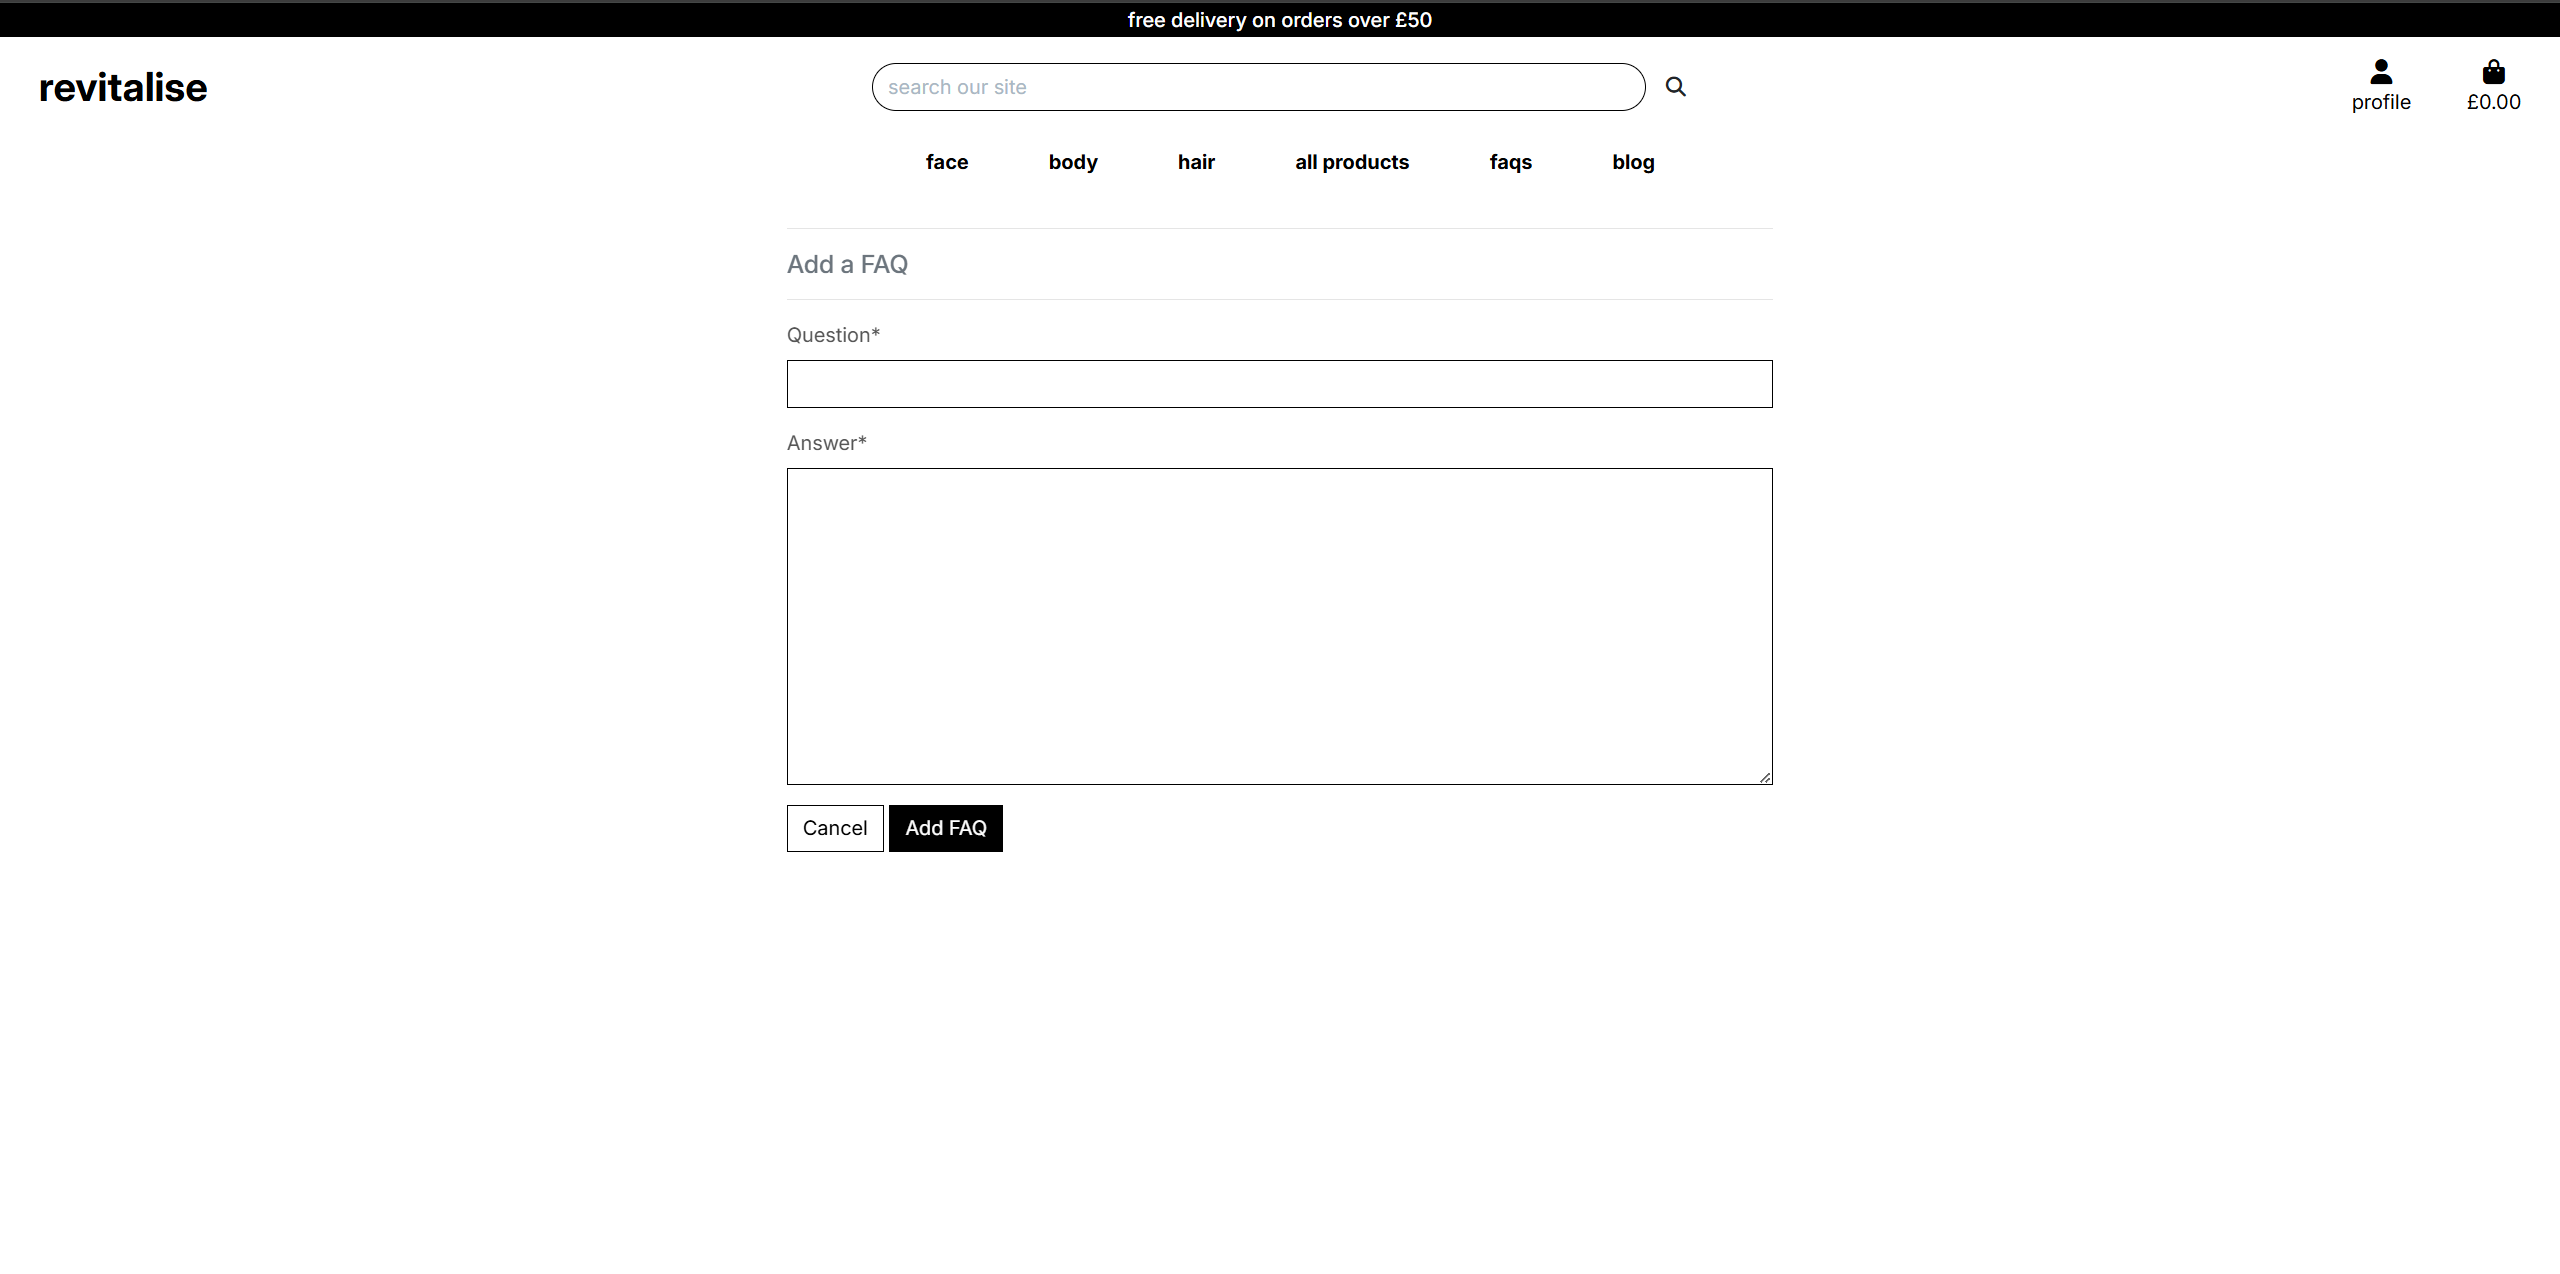 free delivery on orders over £50
revitalise
search our site
profile
£0.00
face body hair all products faqs blog
Add a FAQ
Question*
Answer*
Cancel Add FAQ